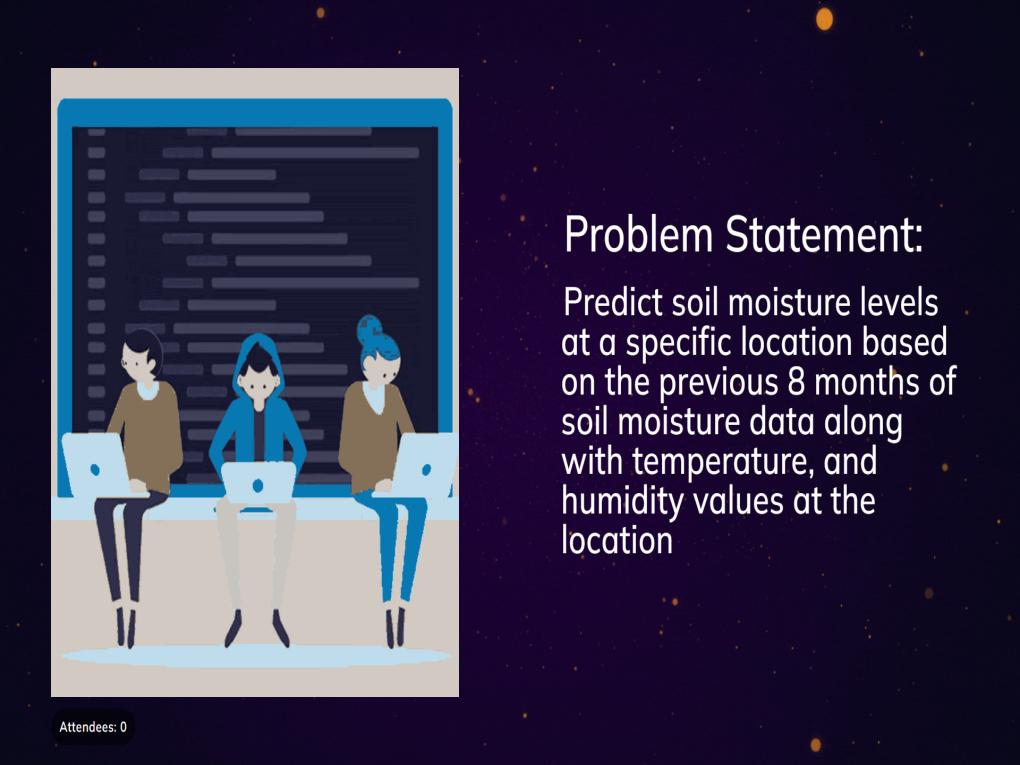 Problem Statement:
Predict soil moisture levels
at a specific location based
on the previous 8 months of
soil moisture data along
with temperature, and
humidity values at the
location
Attendees: 0